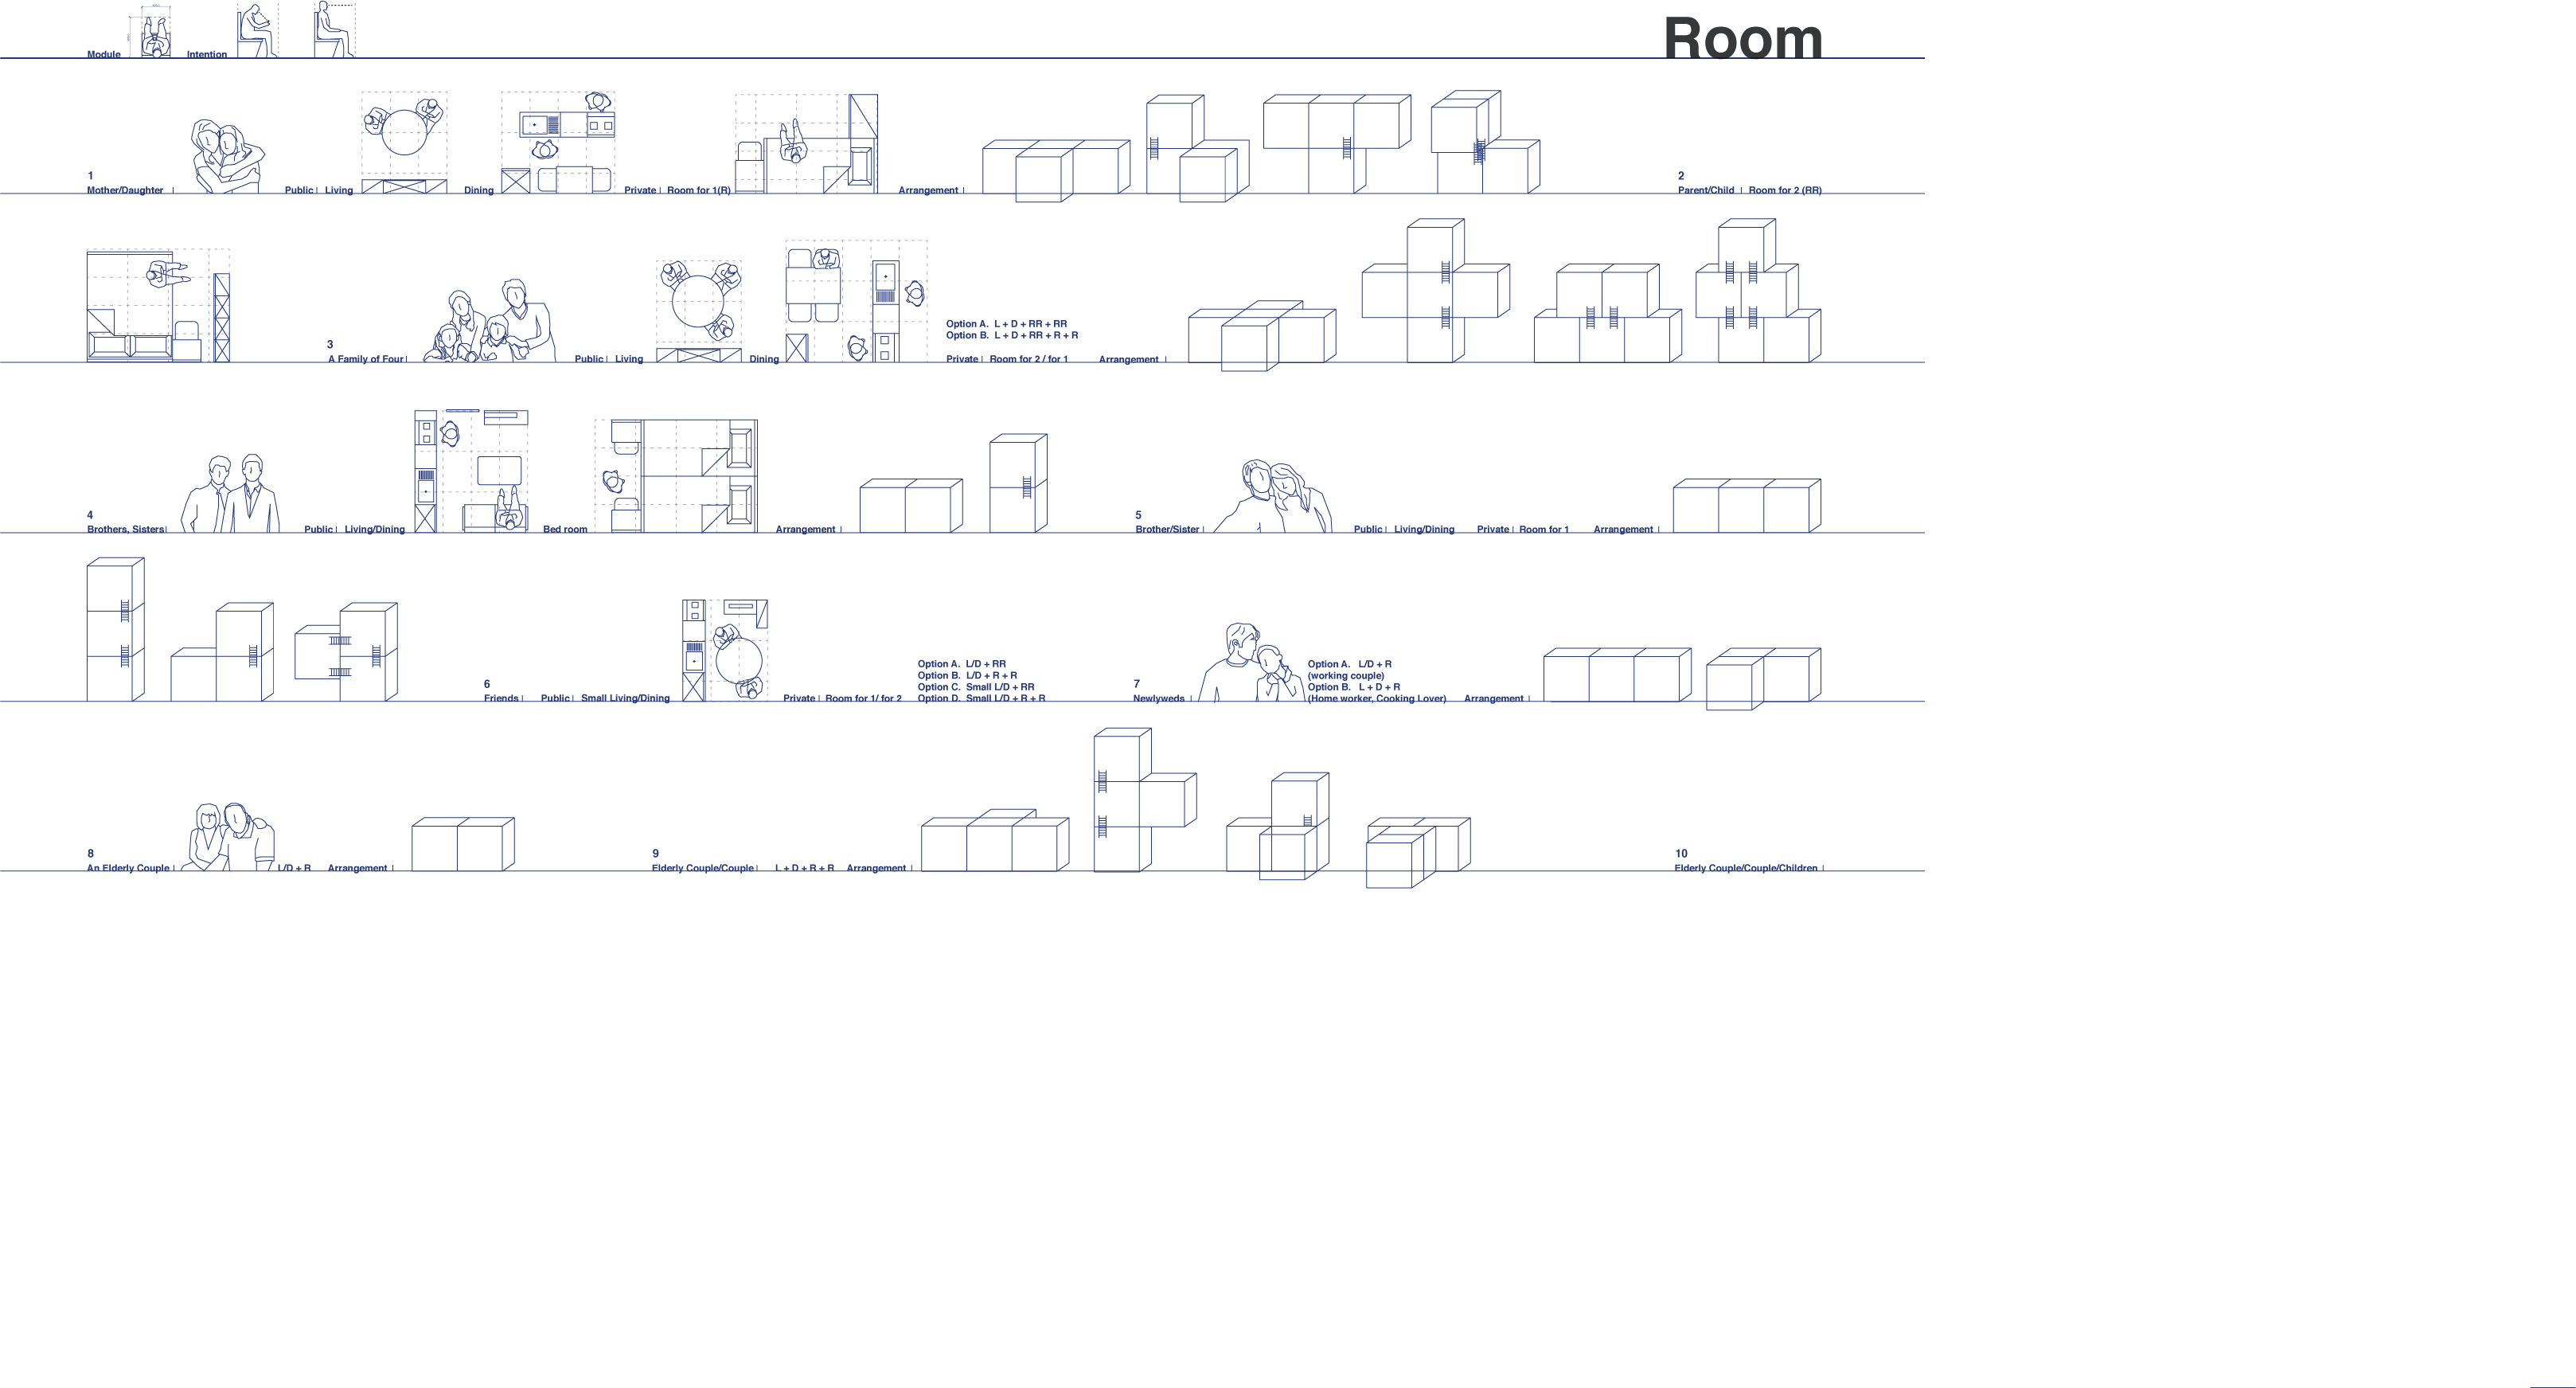 Room
Module
Intention
1
Mother/Daughter |
Public | Living
Dining
Private | Room for 1(R)
Arrangement |
2
Parent/Child | Room for 2 (RR)
3
A Family of Four |
Public | Living
Dining
Option A. L + D + RR + RR
Option B. L + D + RR + R + R
Private | Room for 2 / for 1
Arrangement |
4
Brothers, Sisters |
Public | Living/Dining
Bed room
Arrangement |
5
Brother/Sister |
Public | Living/Dining
Private | Room for 1
Arrangement |
6
Friends |
Public | Small Living/Dining
Private | Room for 1/ for 2
Option A. L/D + RR
Option B. L/D + R + R
Option C. Small L/D + RR
Option D. Small L/D + R + R
7
Newlyweds |
Option A. L/D + R
(working couple)
Option B. L + D + R
(Home worker, Cooking Lover)
Arrangement |
8
An Elderly Couple |
L/D + R
Arrangement |
9
Elderly Couple/Couple |
L + D + R + R
Arrangement |
10
Elderly Couple/Couple/Children |